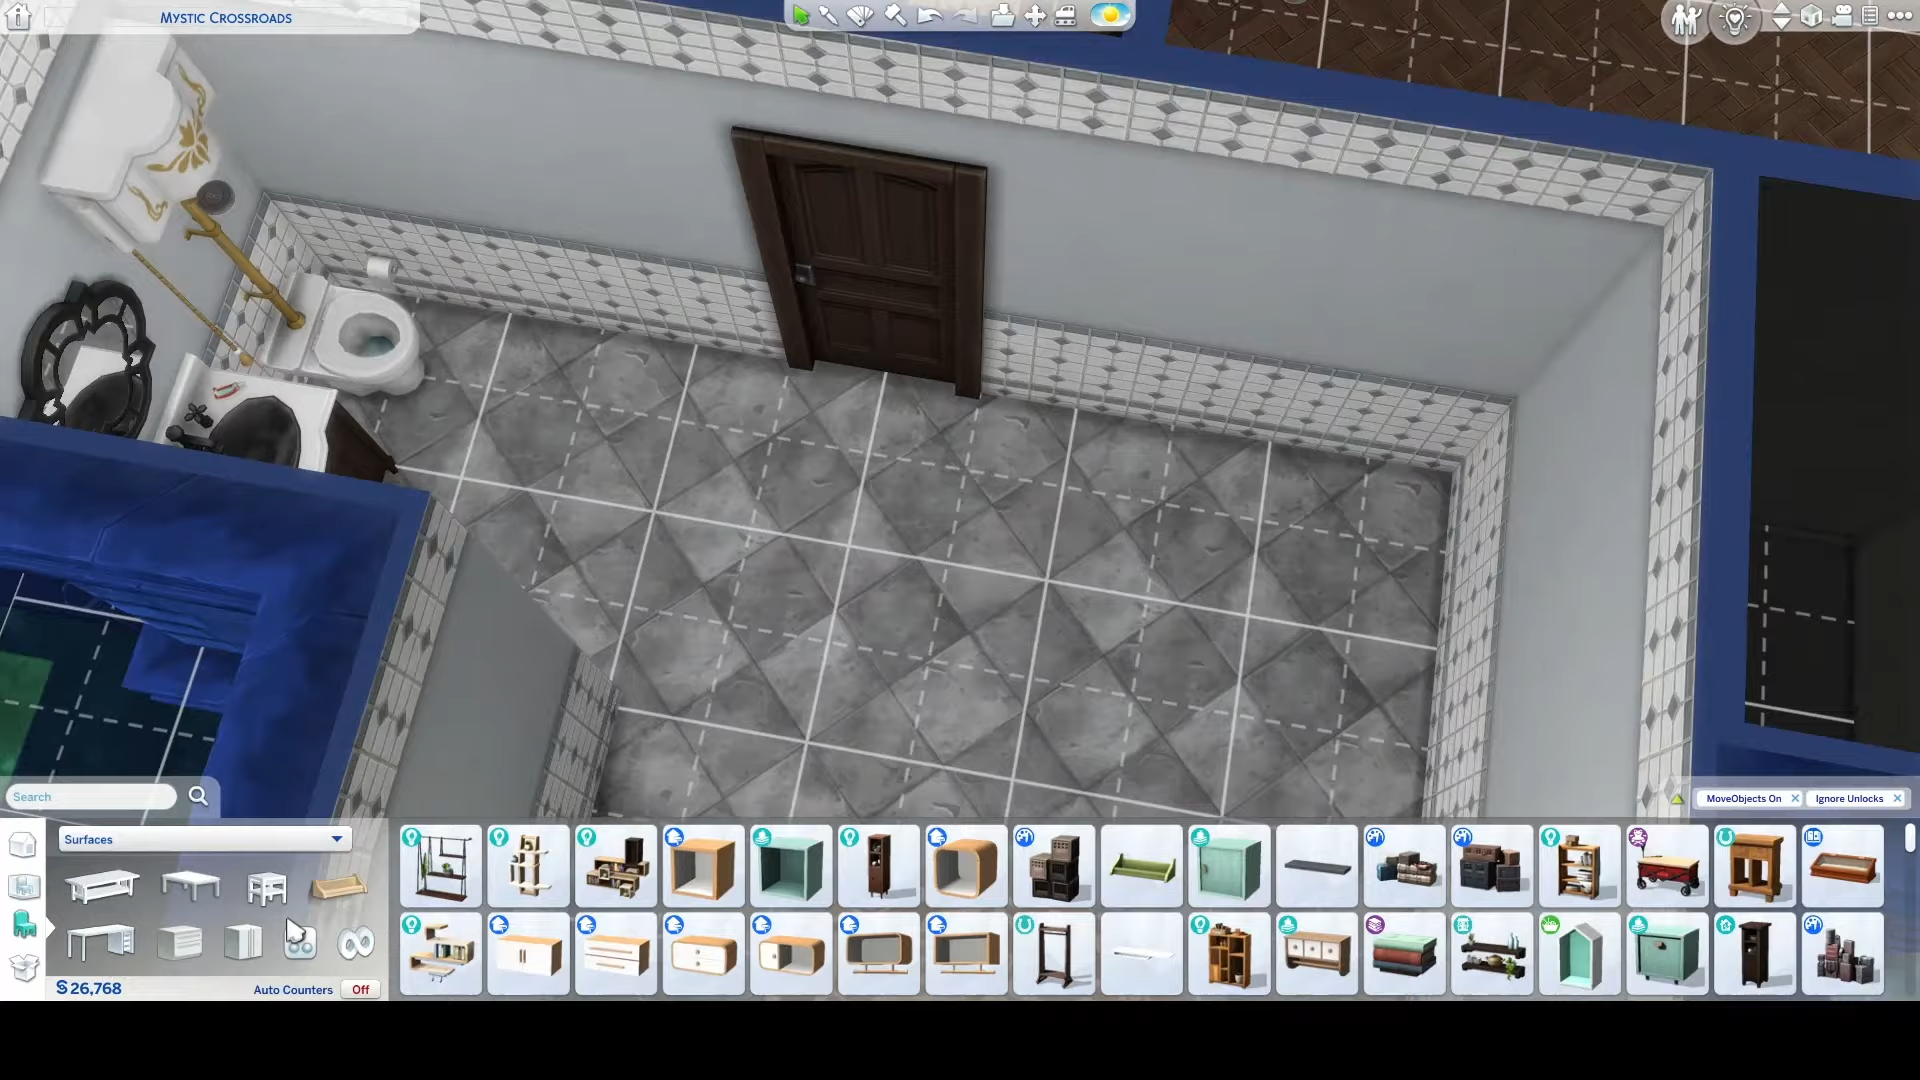 Mystic Crossroads
Search
MoveObjects On
Ignore Unlocks
Surfaces
§26,768
Auto Counters
Off